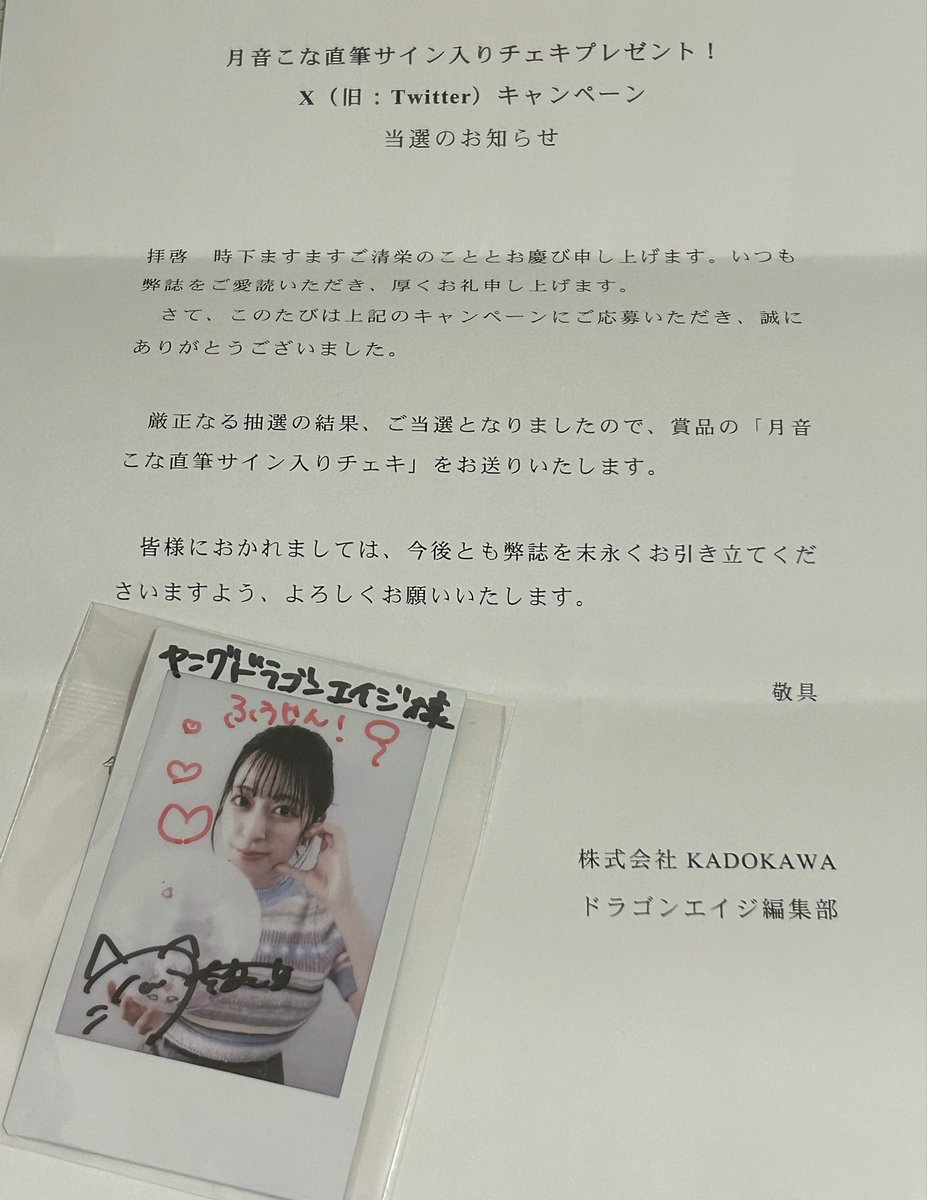 月音こな直筆サイン入りチェキプレゼント！
X（旧：Twitter）キャンペーン
当選のお知らせ
拝啓　時下ますますご清栄のこととお慶び申し上げます。いつも
弊誌をご愛読いただき、厚くお礼申し上げます。
さて、このたびは上記のキャンペーンにご応募いただき、誠に
ありがとうございました。
厳正なる抽選の結果、ご当選となりましたので、賞品の「月音
こな直筆サイン入りチェキ」をお送りいたします。
皆様におかれましては、今後とも弊誌を末永くお引き立てくだ
さいますよう、よろしくお願いいたします。
敬具
株式会社 KADOKAWA
ドラゴンエイジ編集部
ヤングドラゴンエイジ様
ふうせん！